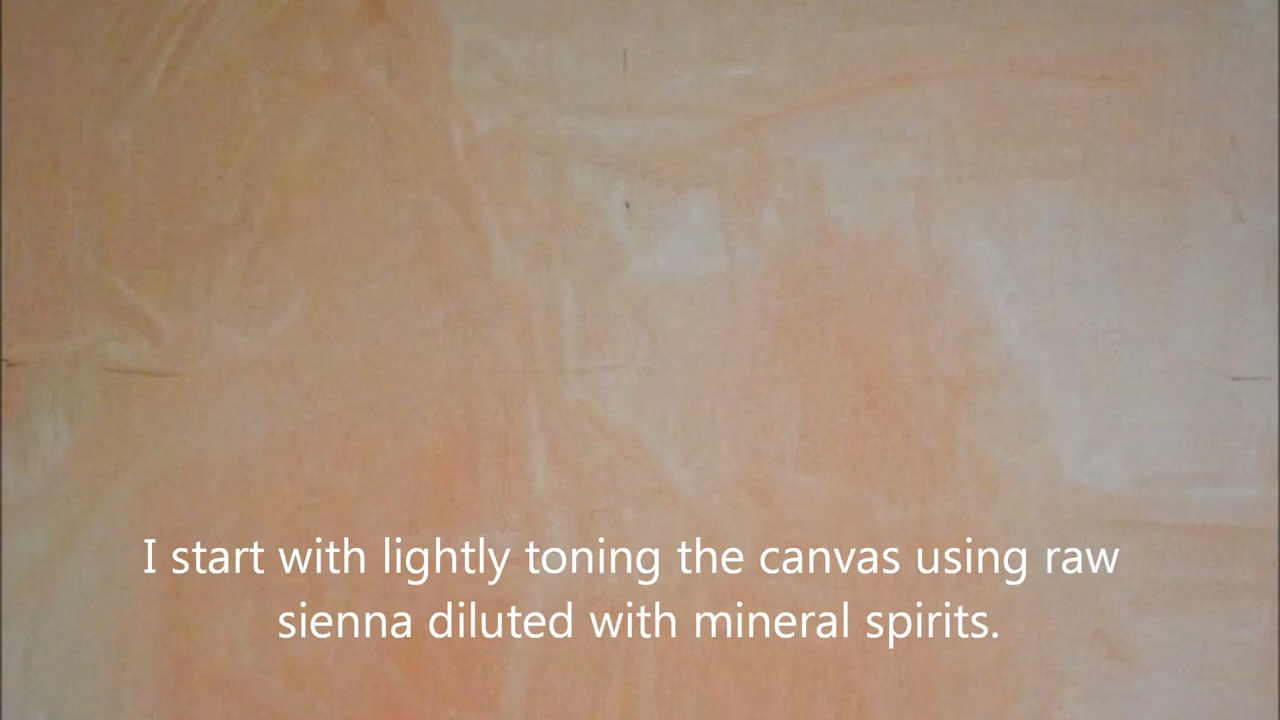 I start with lightly toning the canvas using raw
sienna diluted with mineral spirits.